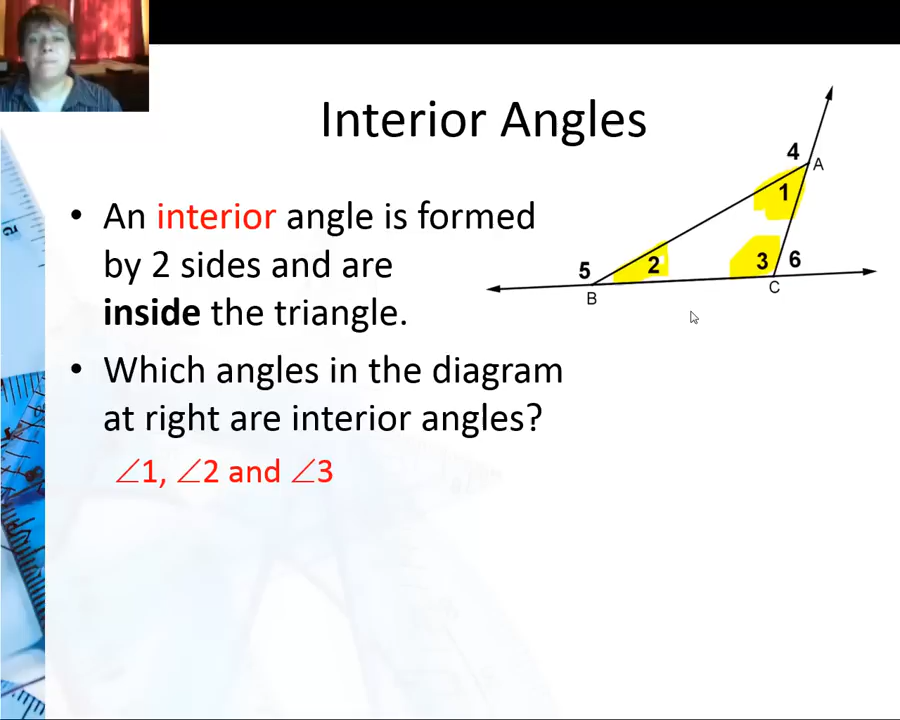 Interior Angles
• An interior angle is formed
by 2 sides and are
inside the triangle.
• Which angles in the diagram
at right are interior angles?
∠1, ∠2 and ∠3
4
A
1
5
2
3
6
B
C